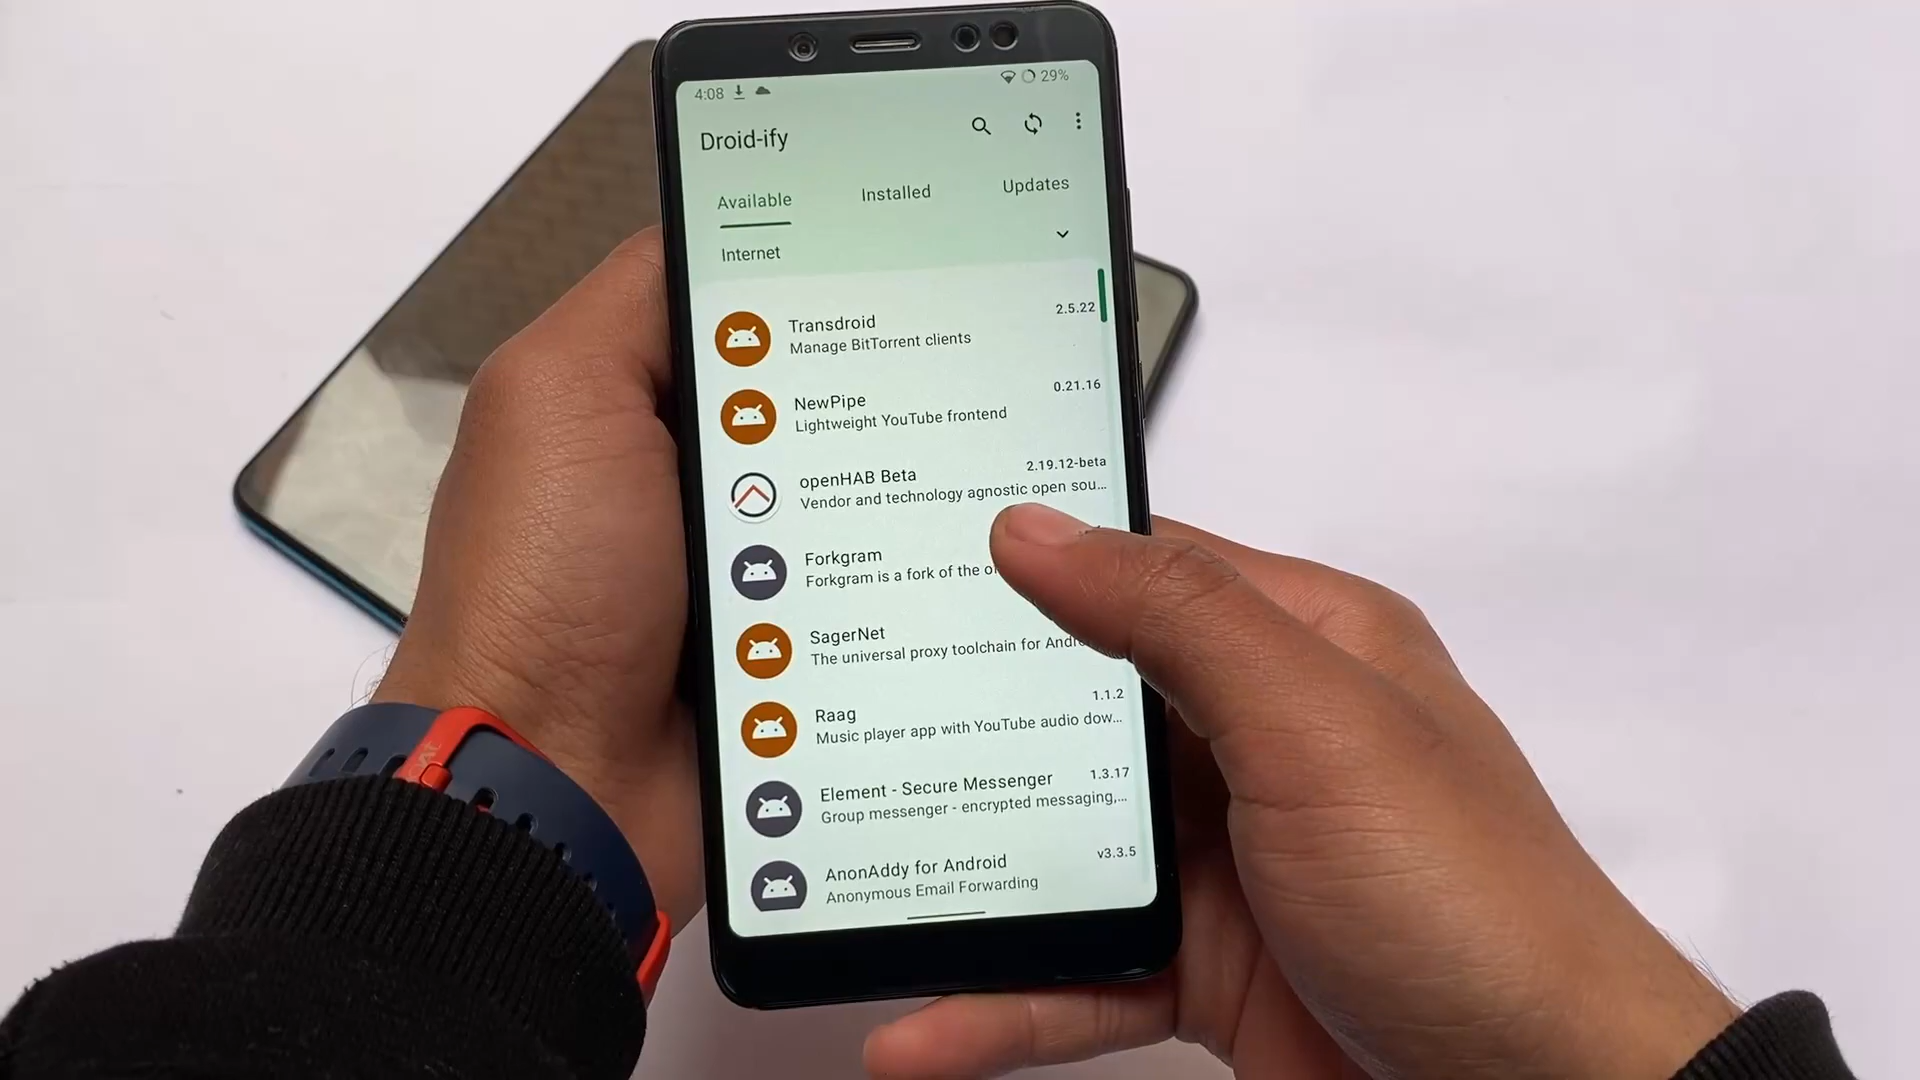 4:08
29%
Droid-ify
Available
Installed
Updates
Internet
Transdroid
2.5.22
Manage BitTorrent clients
NewPipe
0.21.16
Lightweight YouTube frontend
openHAB Beta
2.19.12-beta
Vendor and technology agnostic open sou...
Forkgram
Forkgram is a fork of the
SagerNet
The universal proxy toolchain for
Raag
1.1.2
Music player app with YouTube audio dow...
Element - Secure Messenger
1.3.17
Group messenger - encrypted messaging,...
AnonAddy for Android
v3.3.5
Anonymous Email Forwarding